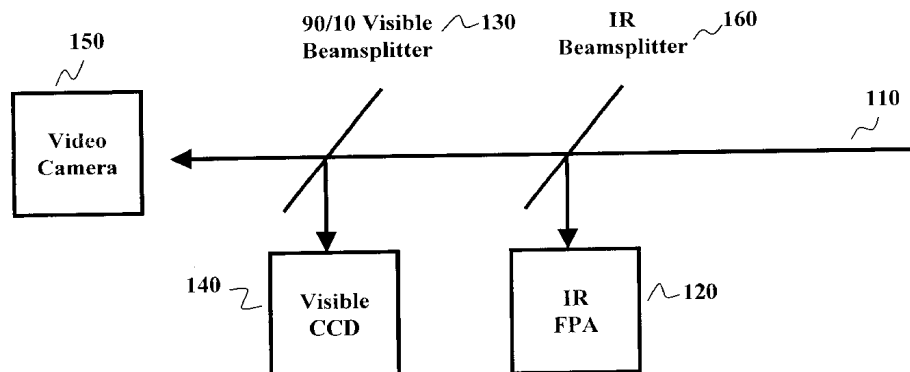 90/10 Visible
Beamsplitter
130
IR
Beamsplitter
160
150
110
Video
Camera
140
Visible
CCD
IR
FPA
120